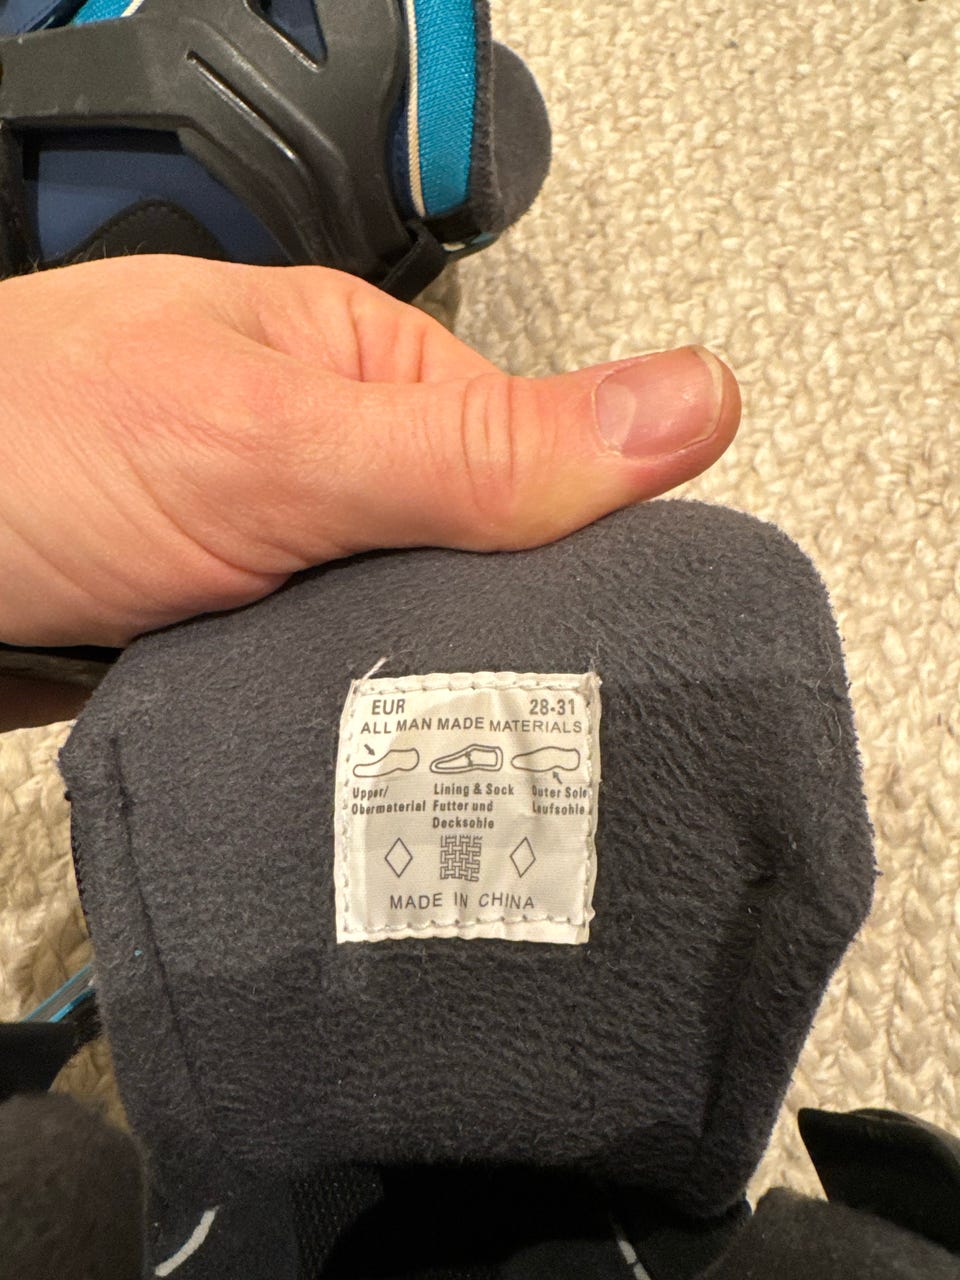 EUR 28-31
ALL MAN MADE MATERIALS
Upper/ Lining & Sock Outer Sole
Obermaterial Futter und Laufsohle
Decksohle
MADE IN CHINA